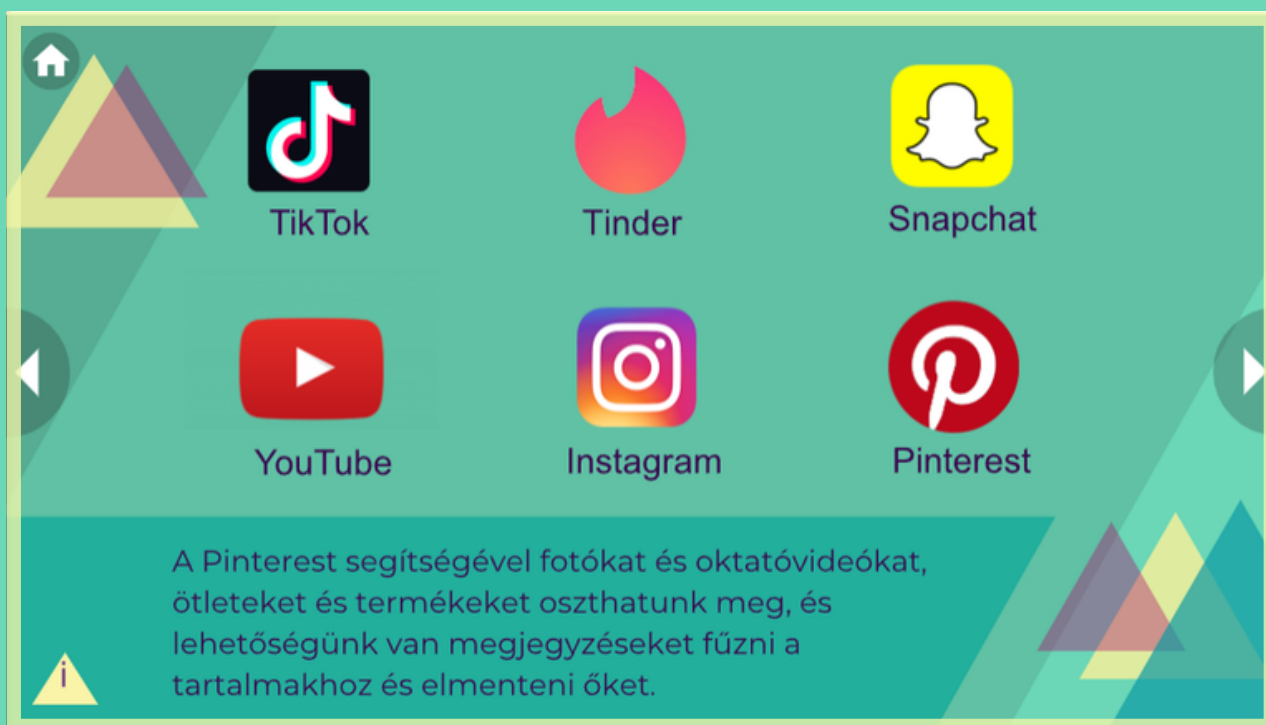 TikTok
Tinder
Snapchat
YouTube
Instagram
Pinterest
A Pinterest segítségével fotókat és oktatóvideókat,
ötleteket és termékeket oszthatunk meg, és
lehetőségünk van megjegyzéseket fűzni a
tartalmakhoz és elmenteni őket.
i